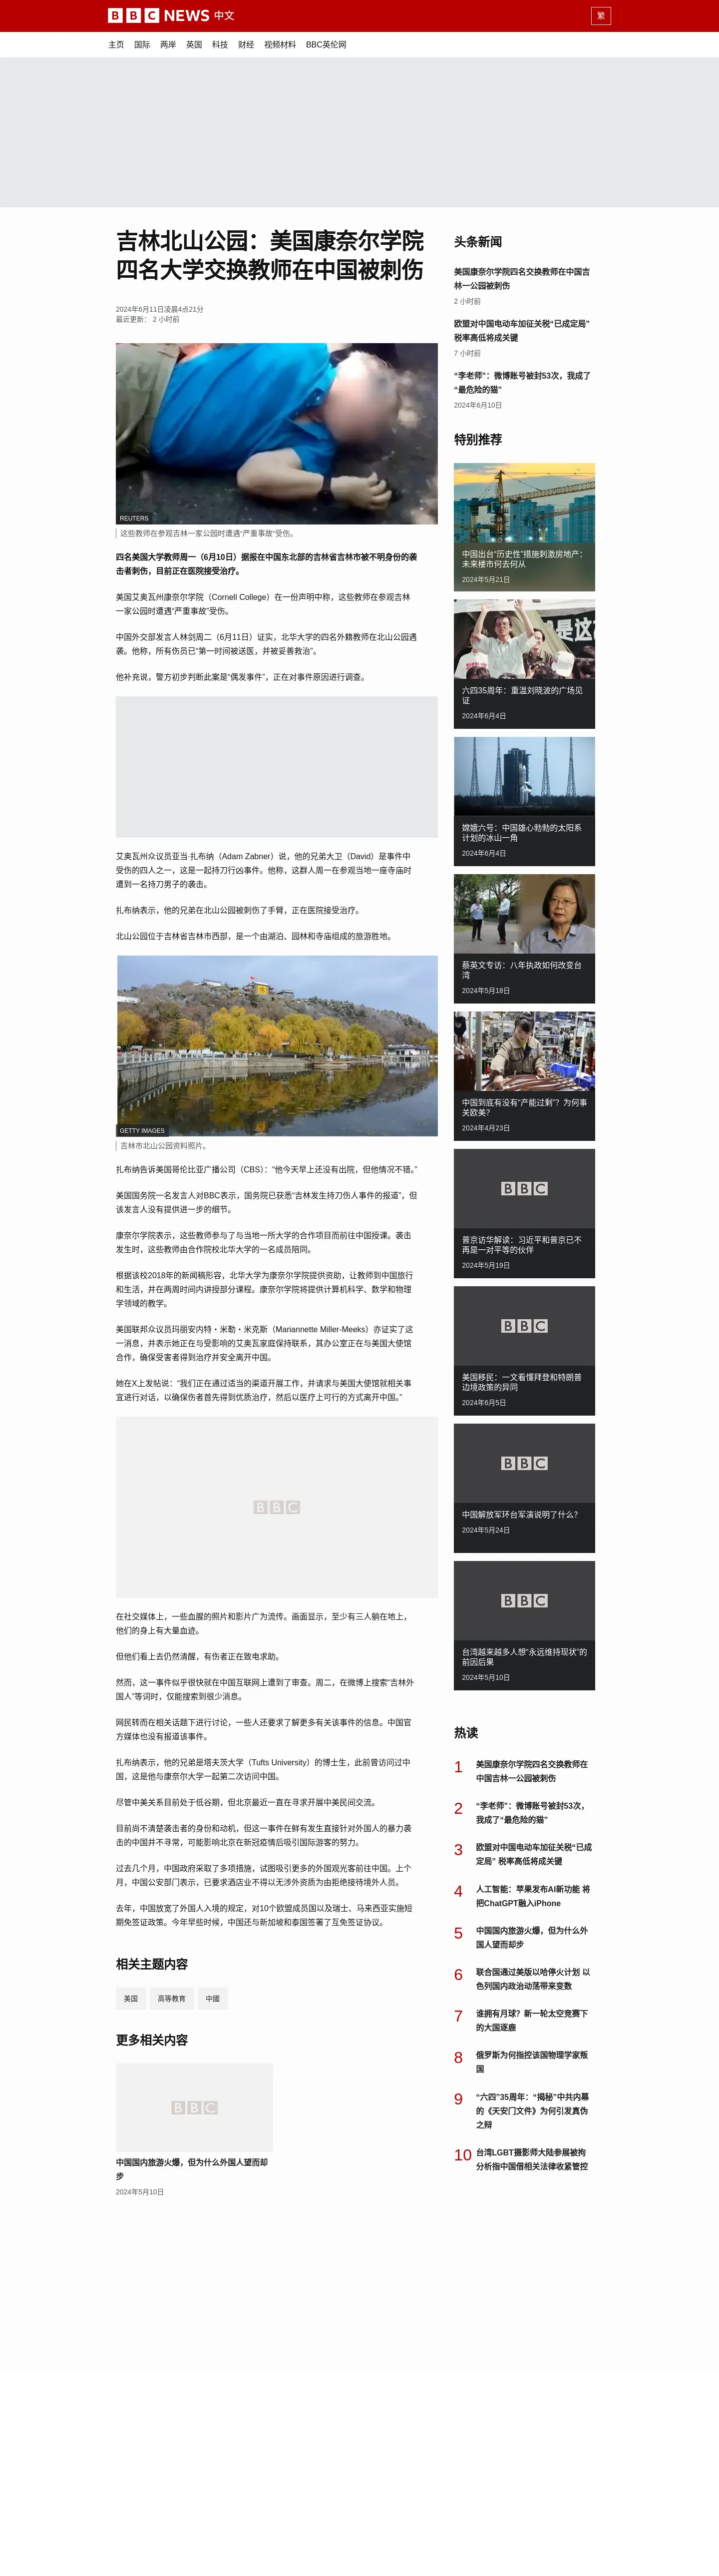 BBC NEWS 中文
繁
主页 国际 两岸 英国 科技 财经 视频材料 BBC英伦网
吉林北山公园：美国康奈尔学院
四名大学交换教师在中国被刺伤
2024年6月11日凌晨4点21分
最近更新： 2 小时前
REUTERS
这些教师在参观吉林一家公园时遭遇“严重事故”受伤。
四名美国大学教师周一（6月10日）据报在中国东北部的吉林省吉林市被不明身份的袭
击者刺伤，目前正在医院接受治疗。
美国艾奥瓦州康奈尔学院（Cornell College）在一份声明中称，这些教师在参观吉林
一家公园时遭遇“严重事故”受伤。
中国外交部发言人林剑周二（6月11日）证实，北华大学的四名外籍教师在北山公园遇
袭。他称，所有伤员已“第一时间被送医，并被妥善救治”。
他补充说，警方初步判断此案是“偶发事件”，正在对事件原因进行调查。
艾奥瓦州众议员亚当·扎布纳（Adam Zabner）说，他的兄弟大卫（David）是事件中
受伤的四人之一，这是一起持刀行凶事件。他称，这群人周一在参观当地一座寺庙时
遭到一名持刀男子的袭击。
扎布纳表示，他的兄弟在北山公园被刺伤了手臂，正在医院接受治疗。
北山公园位于吉林省吉林市西部，是一个由湖泊、园林和寺庙组成的旅游胜地。
GETTY IMAGES
吉林市北山公园资料照片。
扎布纳告诉美国哥伦比亚广播公司（CBS）：“他今天早上还没有出院，但他情况不错。”
美国国务院一名发言人对BBC表示，国务院已获悉“吉林发生持刀伤人事件的报道”，但
该发言人没有提供进一步的细节。
康奈尔学院表示，这些教师参与了与当地一所大学的合作项目而前往中国授课。袭击
发生时，这些教师由合作院校北华大学的一名成员陪同。
根据该校2018年的新闻稿形容，北华大学为康奈尔学院提供资助，让教师到中国旅行
和生活，并在两周时间内讲授部分课程。康奈尔学院将提供计算机科学、数学和物理
学领域的教学。
美国联邦众议员玛丽安内特・米勒・米克斯（Mariannette Miller-Meeks）亦证实了这
一消息，并表示她正在与受影响的艾奥瓦家庭保持联系，其办公室正在与美国大使馆
合作，确保受害者得到治疗并安全离开中国。
她在X上发帖说：“我们正在通过适当的渠道开展工作，并请求与美国大使馆就相关事
宜进行对话，以确保伤者首先得到优质治疗，然后以医疗上可行的方式离开中国。”
BBC
在社交媒体上，一些血腥的照片和影片广为流传。画面显示，至少有三人躺在地上，
他们的身上有大量血迹。
但他们看上去仍然清醒，有伤者正在致电求助。
然而，这一事件似乎很快就在中国互联网上遭到了审查。周二，在微博上搜索“吉林外
国人”等词时，仅能搜索到很少消息。
网民转而在相关话题下进行讨论，一些人还要求了解更多有关该事件的信息。中国官
方媒体也没有报道该事件。
扎布纳表示，他的兄弟是塔夫茨大学（Tufts University）的博士生，此前曾访问过中
国，这是他与康奈尔大学一起第二次访问中国。
尽管中美关系目前处于低谷期，但北京最近一直在寻求开展中美民间交流。
目前尚不清楚袭击者的身份和动机，但这一事件在鲜有发生直接针对外国人的暴力袭
击的中国并不寻常，可能影响北京在新冠疫情后吸引国际游客的努力。
过去几个月，中国政府采取了多项措施，试图吸引更多的外国观光客前往中国。上个
月，中国公安部门表示，已要求酒店业不得以无涉外资质为由拒绝接待境外人员。
去年，中国放宽了外国人入境的规定，对10个欧盟成员国以及瑞士、马来西亚实施短
期免签证政策。今年早些时候，中国还与新加坡和泰国签署了互免签证协议。
相关主题内容
美国 高等教育 中國
更多相关内容
BBC
中国国内旅游火爆，但为什么外国人望而却
步
2024年5月10日
头条新闻
美国康奈尔学院四名交换教师在中国吉
林一公园被刺伤
2 小时前
欧盟对中国电动车加征关税“已成定局”
税率高低将成关键
7 小时前
“李老师”：微博账号被封53次，我成了
“最危险的猫”
2024年6月10日
特别推荐
中国出台“历史性”措施刺激房地产：
未来楼市何去何从
2024年5月21日
六四35周年：重温刘晓波的广场见
证
2024年6月4日
嫦娥六号：中国雄心勃勃的太阳系
计划的冰山一角
2024年6月4日
蔡英文专访：八年执政如何改变台
湾
2024年5月18日
中国到底有没有“产能过剩”？为何事
关欧美？
2024年4月23日
BBC
普京访华解读：习近平和普京已不
再是一对平等的伙伴
2024年5月19日
BBC
美国移民：一文看懂拜登和特朗普
边境政策的异同
2024年6月5日
BBC
中国解放军环台军演说明了什么？
2024年5月24日
BBC
台湾越来越多人想“永远维持现状”的
前因后果
2024年5月10日
热读
1 美国康奈尔学院四名交换教师在
中国吉林一公园被刺伤
2 “李老师”：微博账号被封53次，
我成了“最危险的猫”
3 欧盟对中国电动车加征关税“已成
定局” 税率高低将成关键
4 人工智能：苹果发布AI新功能 将
把ChatGPT融入iPhone
5 中国国内旅游火爆，但为什么外
国人望而却步
6 联合国通过美版以哈停火计划 以
色列国内政治动荡带来变数
7 谁拥有月球？新一轮太空竞赛下
的大国逐鹿
8 俄罗斯为何指控该国物理学家叛
国
9 “六四”35周年：“揭秘”中共内幕
的《天安门文件》为何引发真伪
之辩
10 台湾LGBT摄影师大陆参展被拘
分析指中国借相关法律收紧管控